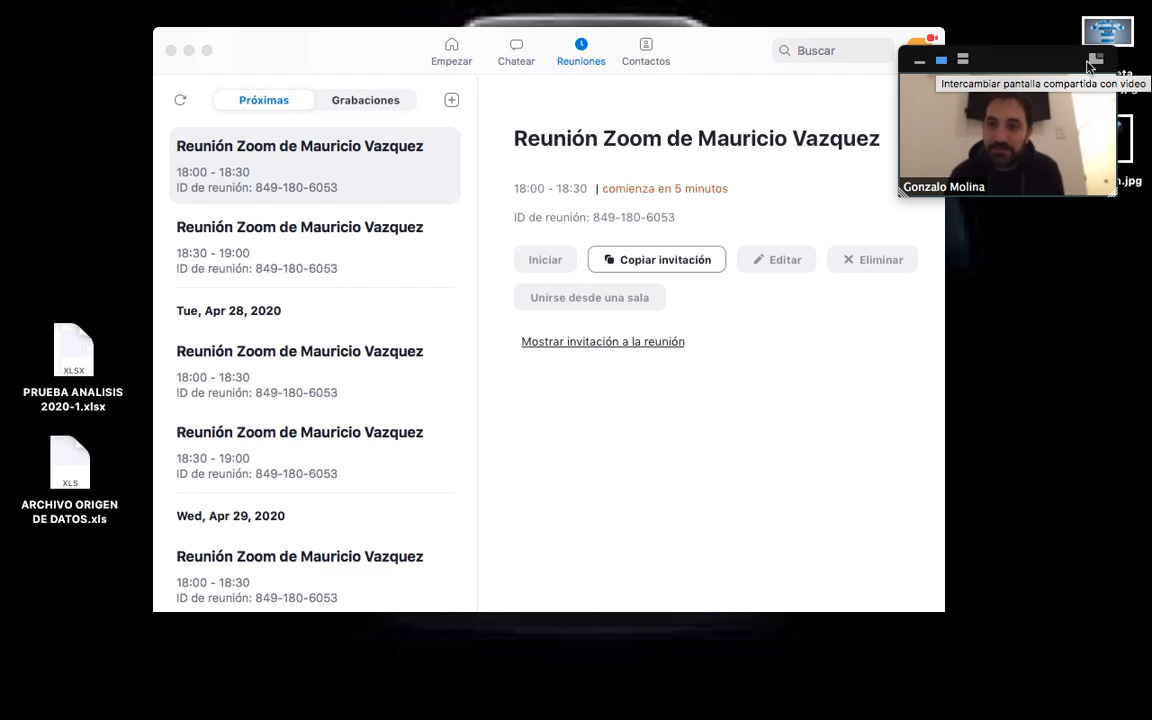 Empezar
Chatear
Reuniones
Contactos
Buscar
Intercambiar pantalla compartida con video
Gonzalo Molina
Próximas
Grabaciones
Reunión Zoom de Mauricio Vazquez
18:00 - 18:30
ID de reunión: 849-180-6053
Reunión Zoom de Mauricio Vazquez
18:30 - 19:00
ID de reunión: 849-180-6053
Tue, Apr 28, 2020
Reunión Zoom de Mauricio Vazquez
18:00 - 18:30
ID de reunión: 849-180-6053
Reunión Zoom de Mauricio Vazquez
18:30 - 19:00
ID de reunión: 849-180-6053
Wed, Apr 29, 2020
Reunión Zoom de Mauricio Vazquez
18:00 - 18:30
ID de reunión: 849-180-6053
Reunión Zoom de Mauricio Vazquez
18:00 - 18:30 | comienza en 5 minutos
ID de reunión: 849-180-6053
Iniciar
Copiar invitación
Editar
Eliminar
Unirse desde una sala
Mostrar invitación a la reunión
XLSX
PRUEBA ANALISIS
2020-1.xlsx
XLS
ARCHIVO ORIGEN
DE DATOS.xls
.jpg